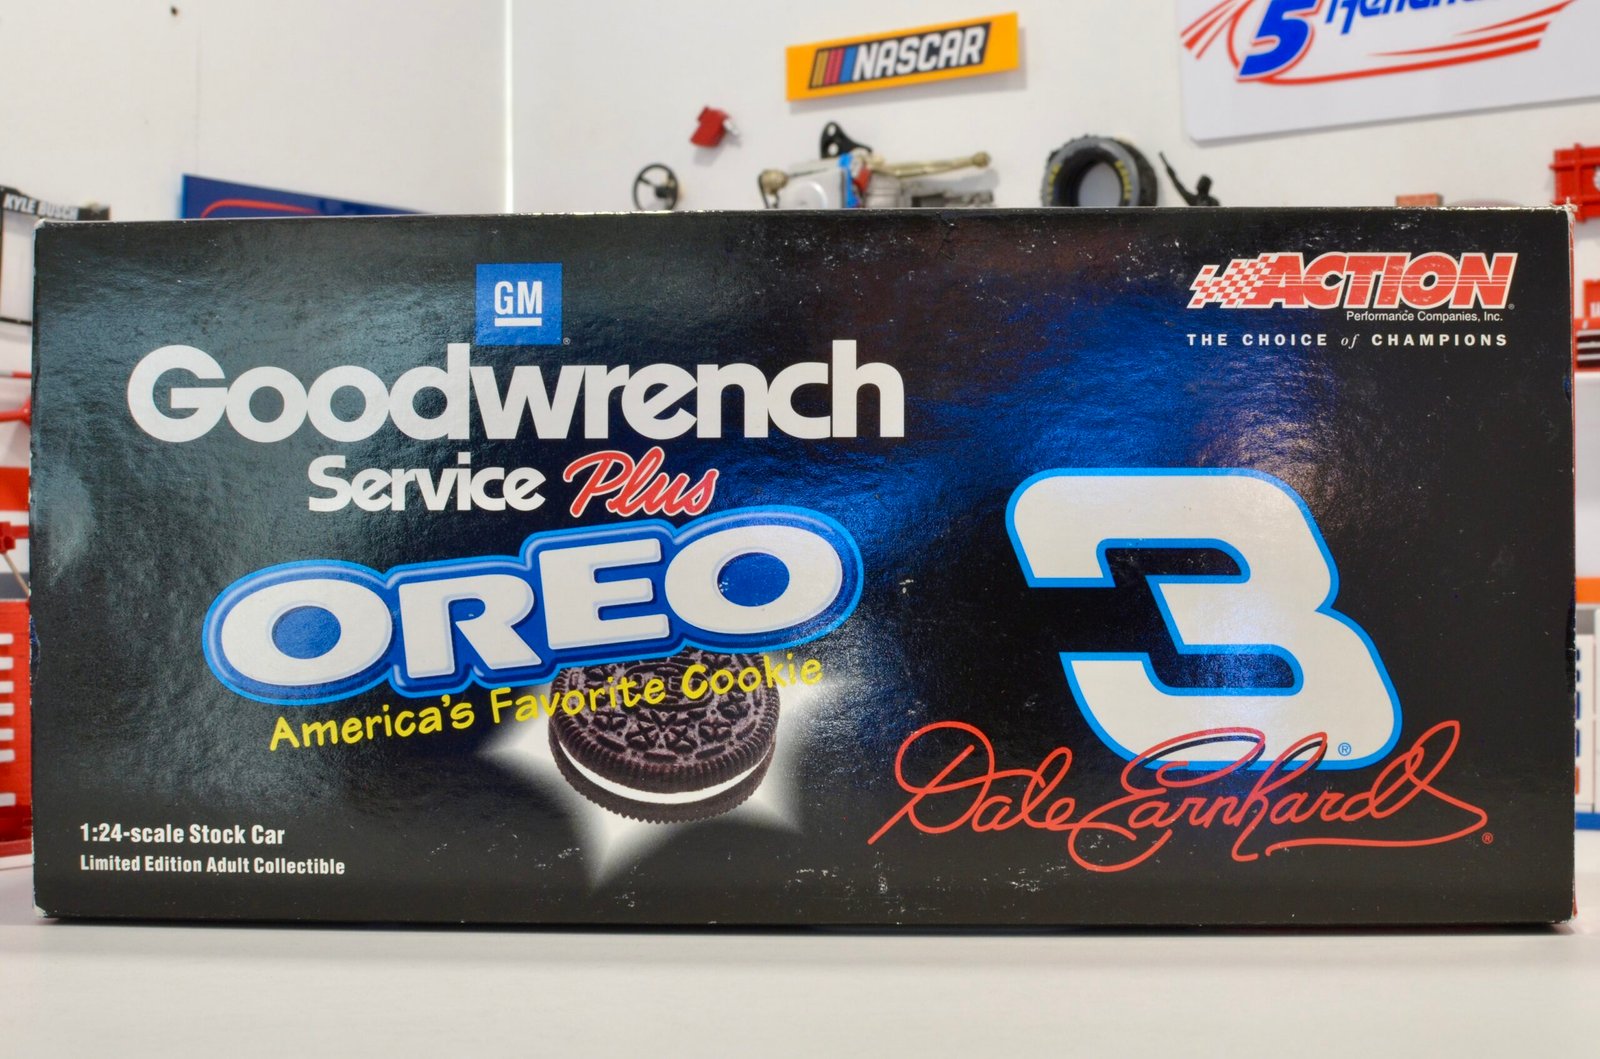 NASCAR
5
KYLE BUSCH
GM
ACTION
Performance Companies, Inc.
THE CHOICE of CHAMPIONS
Goodwrench
Service Plus
OREO
America's Favorite Cookie
3
Dale Earnhardt
1:24-scale Stock Car
Limited Edition Adult Collectible